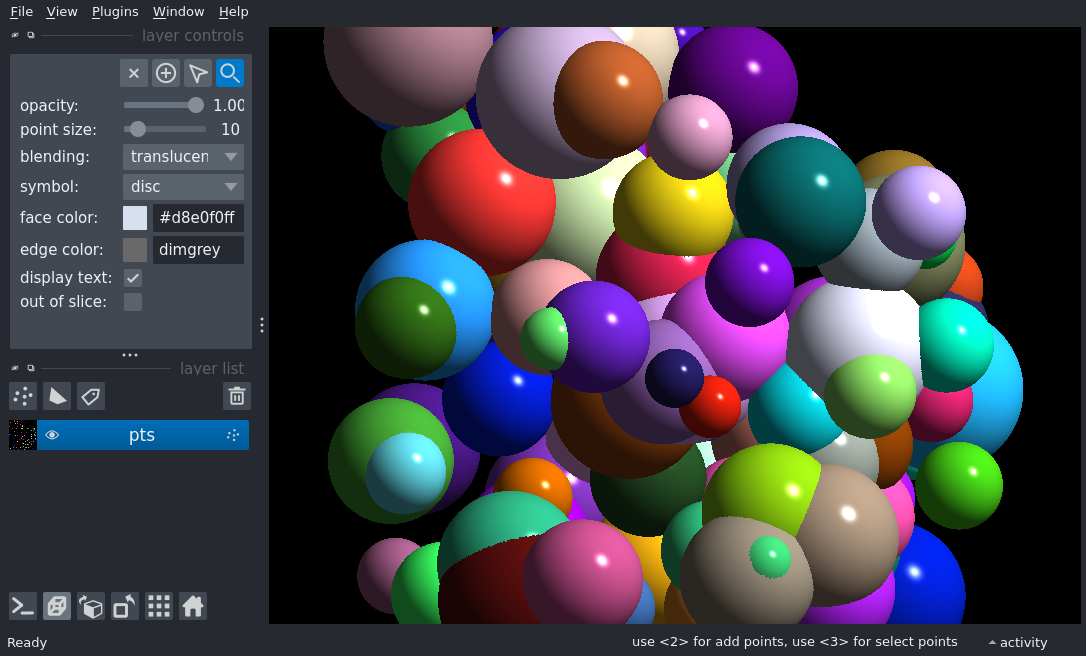 File View Plugins Window Help
layer controls
opacity: 1.00
point size: 10
blending: translucen
symbol: disc
face color: #d8e0f0ff
edge color: dimgrey
display text:
out of slice:
layer list
pts
Ready
use <2> for add points, use <3> for select points
activity